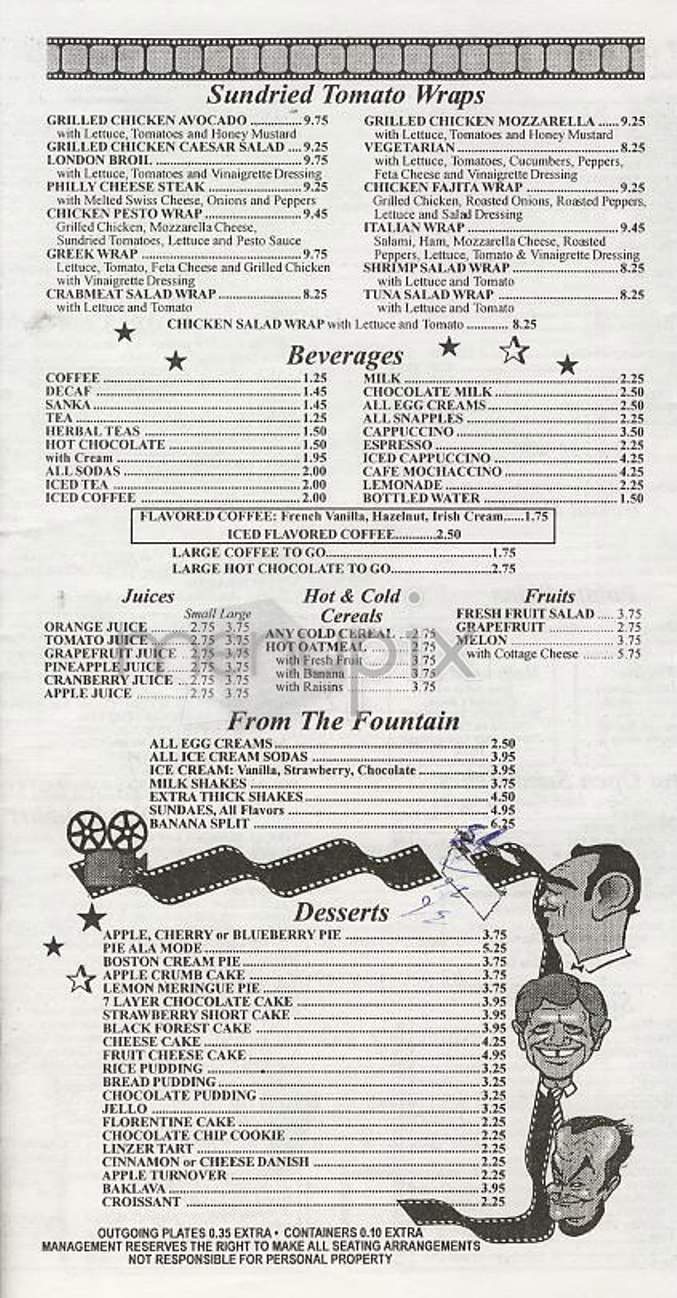 Sundried Tomato Wraps
GRILLED CHICKEN AVOCADO .............. 9.75
with Lettuce, Tomatoes and Honey Mustard
GRILLED CHICKEN CAESAR SALAD .... 9.25
LONDON BROIL .............. 9.75
with Lettuce, Tomatoes and Vinaigrette Dressing
PHILLY CHEESE STEAK .............. 9.25
with Melted Swiss Cheese, Onions and Peppers
CHICKEN PESTO WRAP .............. 9.45
Grilled Chicken, Mozzarella Cheese,
Sundried Tomatoes, Lettuce and Pesto Sauce
GREEK WRAP .............. 9.75
Lettuce, Tomato, Feta Cheese and Grilled Chicken
with Vinaigrette Dressing
CRABMEAT SALAD WRAP .............. 8.25
with Lettuce and Tomato
GRILLED CHICKEN MOZZARELLA ...... 9.25
with Lettuce, Tomatoes and Honey Mustard
VEGETARIAN .............. 8.25
with Lettuce, Tomatoes, Cucumbers, Peppers,
Feta Cheese and Vinaigrette Dressing
CHICKEN FAJITA WRAP .............. 9.25
Grilled Chicken, Roasted Onions, Roasted Peppers,
Lettuce and Salad Dressing
ITALIAN WRAP .............. 9.45
Salami, Ham, Mozzarella Cheese, Roasted
Peppers, Lettuce, Tomato & Vinaigrette Dressing
SHRIMP SALAD WRAP .............. 8.25
with Lettuce and Tomato
TUNA SALAD WRAP .............. 8.25
with Lettuce and Tomato
CHICKEN SALAD WRAP with Lettuce and Tomato ............ 8.25
Beverages
COFFEE .............. 1.25
DECAF .............. 1.45
SANKA .............. 1.45
TEA .............. 1.25
HERBAL TEAS .............. 1.50
HOT CHOCOLATE .............. 1.50
with Cream .............. 1.95
ALL SODAS .............. 2.00
ICED TEA .............. 2.00
ICED COFFEE .............. 2.00
MILK .............. 2.25
CHOCOLATE MILK .............. 2.50
ALL EGG CREAMS .............. 2.50
ALL SNAPPLES .............. 2.25
CAPPUCCINO .............. 3.50
ESPRESSO .............. 2.25
ICED CAPPUCCINO .............. 4.25
CAFE MOCHACCINO .............. 4.25
LEMONADE .............. 2.25
BOTTLED WATER .............. 1.50
FLAVORED COFFEE: French Vanilla, Hazelnut, Irish Cream......1.75
ICED FLAVORED COFFEE............2.50
LARGE COFFEE TO GO..............1.75
LARGE HOT CHOCOLATE TO GO..............2.75
Juices
Small Large
ORANGE JUICE ....... 2.75 3.75
TOMATO JUICE ....... 2.75 3.75
GRAPEFRUIT JUICE .. 2.75 3.75
PINEAPPLE JUICE .... 2.75 3.75
CRANBERRY JUICE ... 2.75 3.75
APPLE JUICE .......... 2.75 3.75
Hot & Cold
Cereals
ANY COLD CEREAL ... 2.75
HOT OATMEAL .......... 2.75
with Fresh Fruit .......... 3.75
with Banana .......... 3.75
with Raisins .......... 3.75
Fruits
FRESH FRUIT SALAD .... 3.75
GRAPEFRUIT .......... 2.75
MELON .......... 3.75
with Cottage Cheese ........ 5.75
menupix
From The Fountain
ALL EGG CREAMS .............. 2.50
ALL ICE CREAM SODAS .............. 3.95
ICE CREAM: Vanilla, Strawberry, Chocolate .............. 3.95
MILK SHAKES .............. 3.75
EXTRA THICK SHAKES .............. 4.50
SUNDAES, All Flavors .............. 4.95
BANANA SPLIT .............. 6.25
Desserts
APPLE, CHERRY or BLUEBERRY PIE .............. 3.75
PIE ALA MODE .............. 5.25
BOSTON CREAM PIE .............. 3.75
APPLE CRUMB CAKE .............. 3.75
LEMON MERINGUE PIE .............. 3.75
7 LAYER CHOCOLATE CAKE .............. 3.95
STRAWBERRY SHORT CAKE .............. 3.95
BLACK FOREST CAKE .............. 3.95
CHEESE CAKE .............. 4.25
FRUIT CHEESE CAKE .............. 4.95
RICE PUDDING .............. 3.25
BREAD PUDDING .............. 3.25
CHOCOLATE PUDDING .............. 3.25
JELLO .............. 3.25
FLORENTINE CAKE .............. 2.25
CHOCOLATE CHIP COOKIE .............. 2.25
LINZER TART .............. 2.25
CINNAMON or CHEESE DANISH .............. 2.25
APPLE TURNOVER .............. 2.25
BAKLAVA .............. 3.95
CROISSANT .............. 2.25
OUTGOING PLATES 0.35 EXTRA • CONTAINERS 0.10 EXTRA
MANAGEMENT RESERVES THE RIGHT TO MAKE ALL SEATING ARRANGEMENTS
NOT RESPONSIBLE FOR PERSONAL PROPERTY